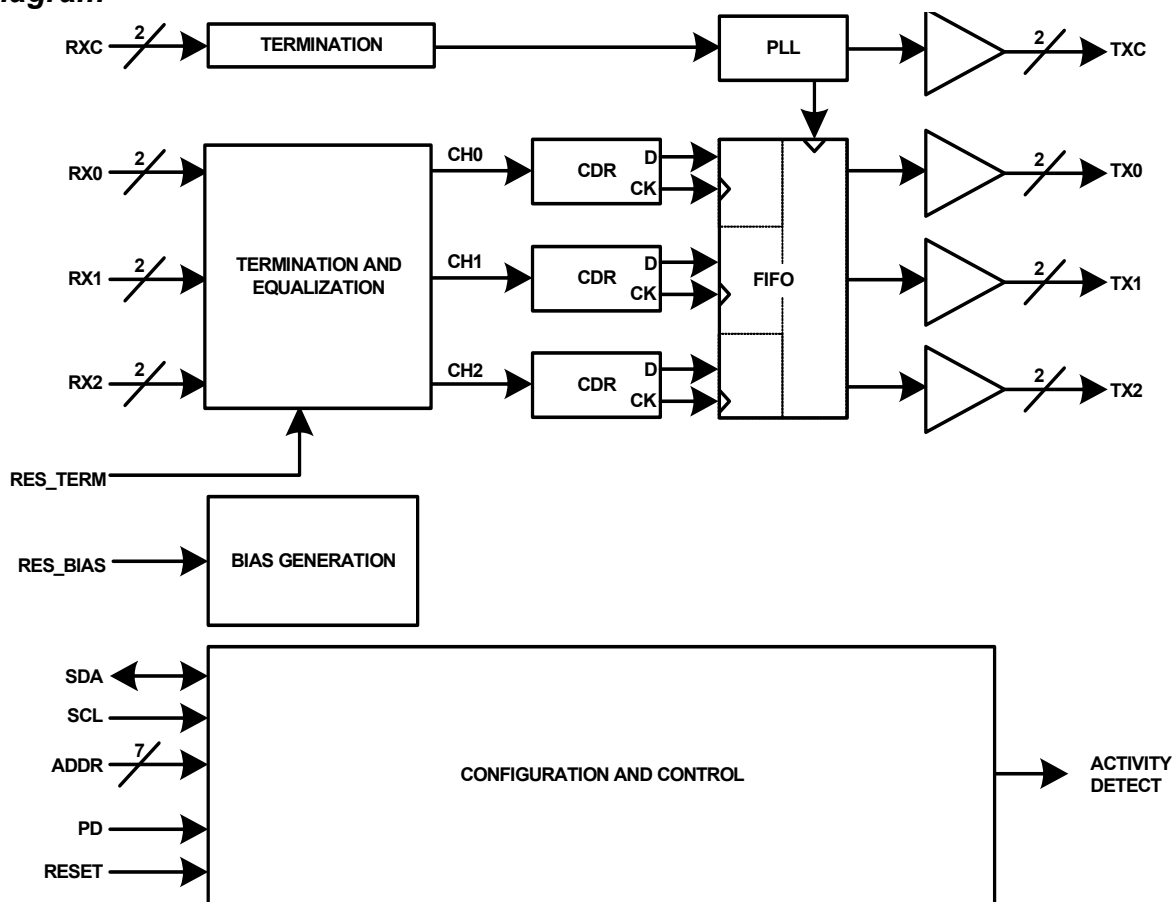 RXC
2
TERMINATION
PLL
2
TXC
RX0
2
CH0
CDR
D
CK
2
TX0
RX1
2
TERMINATION AND
EQUALIZATION
CH1
CDR
D
CK
FIFO
2
TX1
RX2
2
CH2
CDR
D
CK
2
TX2
RES_TERM
RES_BIAS
BIAS GENERATION
SDA
SCL
ADDR
7
PD
RESET
CONFIGURATION AND CONTROL
ACTIVITY
DETECT